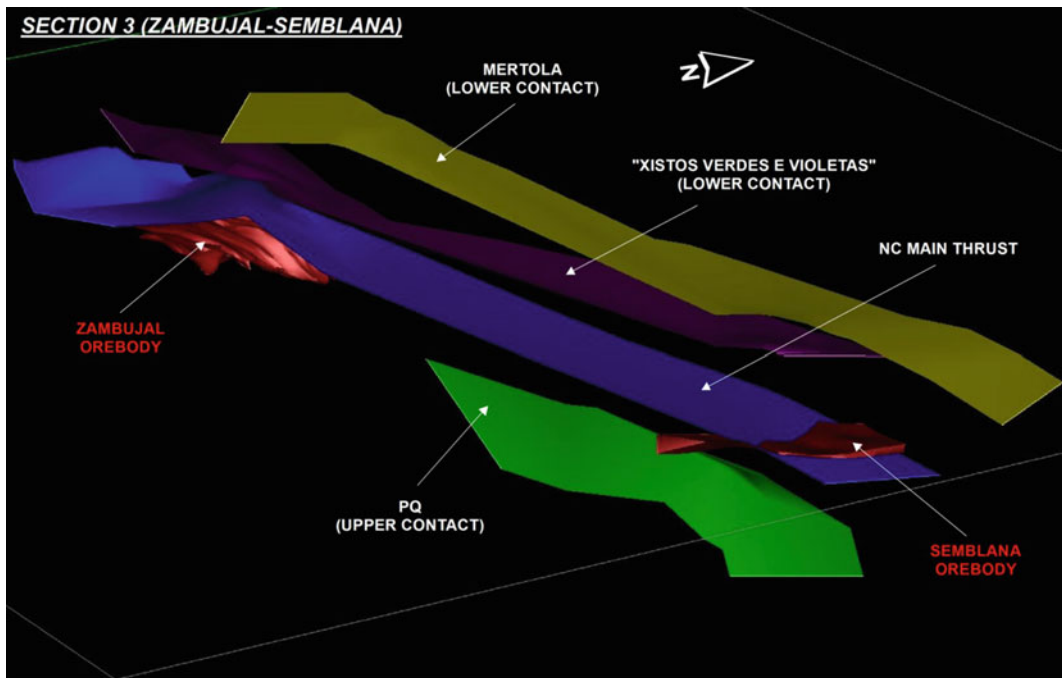 SECTION 3 (ZAMBUJAL-SEMBLANA)
N
MERTOLA
(LOWER CONTACT)
"XISTOS VERDES E VIOLETAS"
(LOWER CONTACT)
NC MAIN THRUST
ZAMBUJAL
OREBODY
PQ
(UPPER CONTACT)
SEMBLANA
OREBODY